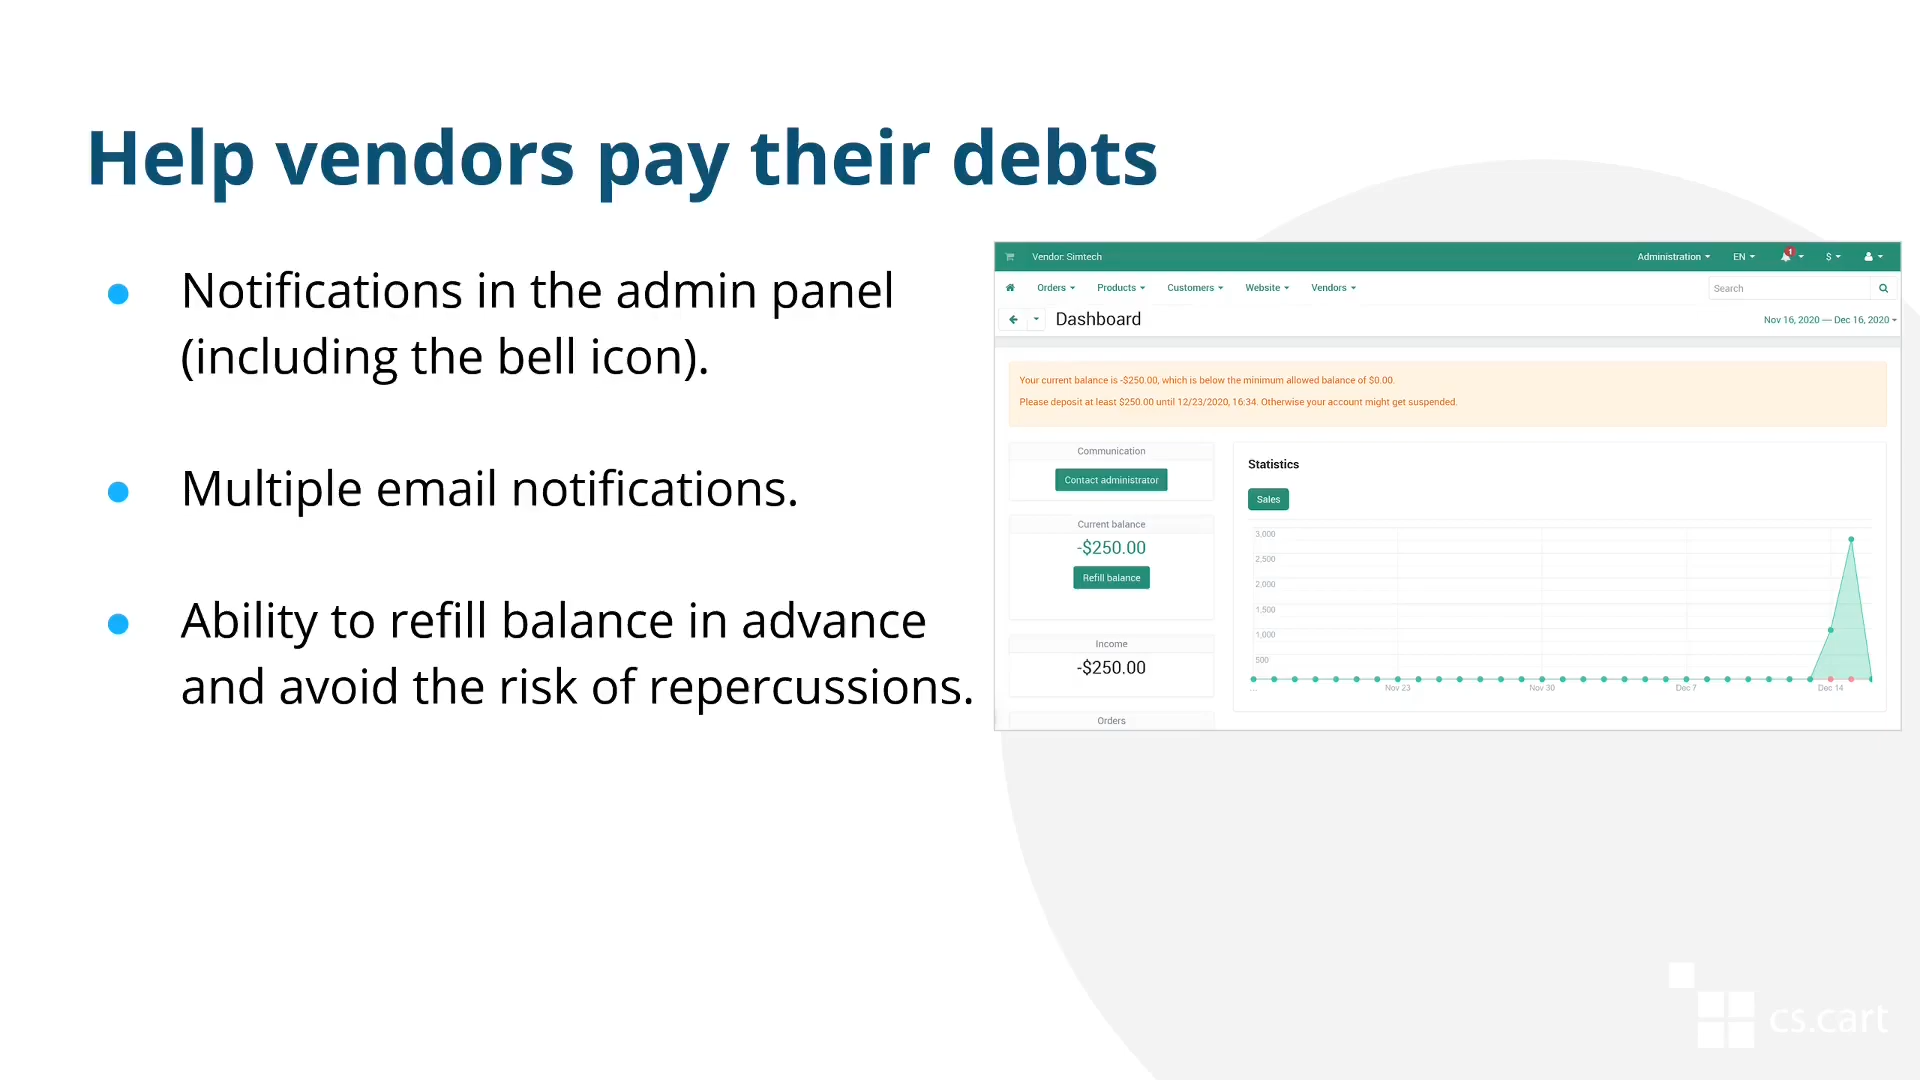 Help vendors pay their debts
Notifications in the admin panel
(including the bell icon).
Multiple email notifications.
Ability to refill balance in advance
and avoid the risk of repercussions.
Vendor: Simtech
Administration
EN
1
$
Orders
Products
Customers
Website
Vendors
Search
Dashboard
Nov 16, 2020 — Dec 16, 2020
Your current balance is -$250.00, which is below the minimum allowed balance of $0.00.
Please deposit at least $250.00 until 12/23/2020, 16:34. Otherwise your account might get suspended.
Communication
Contact administrator
Current balance
-$250.00
Refill balance
Income
-$250.00
Orders
Statistics
Sales
3,000
2,500
2,000
1,500
1,000
500
...
Nov 23
Nov 30
Dec 7
Dec 14
cs.cart